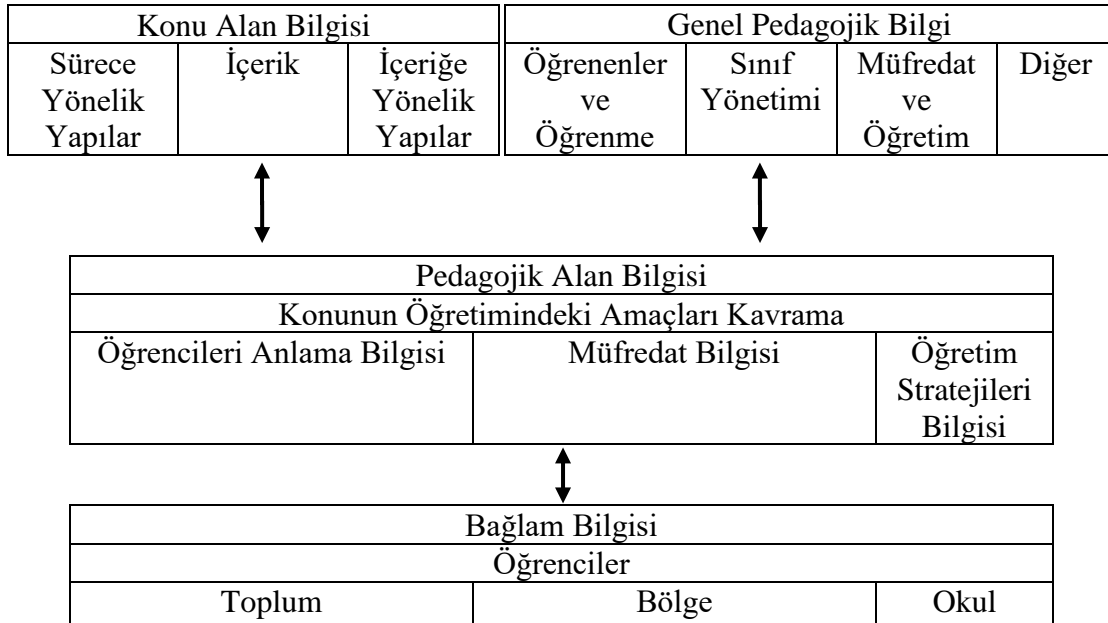 Konu Alan Bilgisi
Sürece
Yönelik
Yapılar
İçerik
İçeriğe
Yönelik
Yapılar
Genel Pedagojik Bilgi
Öğrenenler
ve
Öğrenme
Sınıf
Yönetimi
Müfredat
ve
Öğretim
Diğer
Pedagojik Alan Bilgisi
Konunun Öğretimindeki Amaçları Kavrama
Öğrencileri Anlama Bilgisi
Müfredat Bilgisi
Öğretim
Stratejileri
Bilgisi
Bağlam Bilgisi
Öğrenciler
Toplum
Bölge
Okul